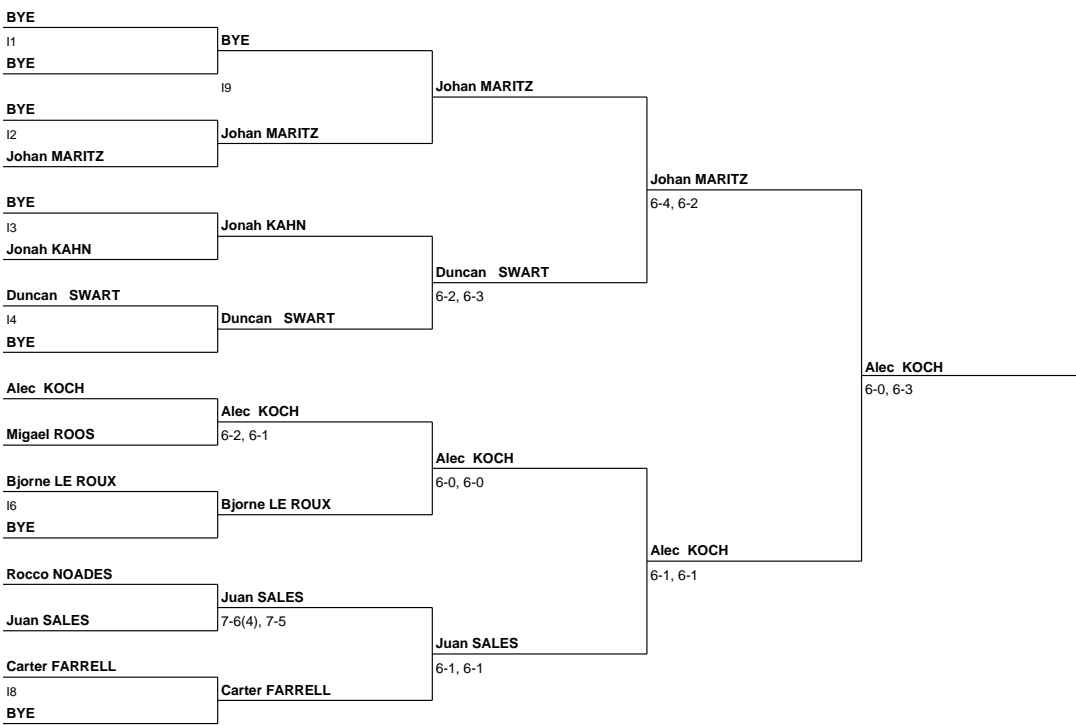 BYE
I1
BYE
BYE
I9
BYE
I2
Johan MARITZ
Johan MARITZ
Johan MARITZ
BYE
I3
Jonah KAHN
Jonah KAHN
Duncan SWART
I4
BYE
Duncan SWART
Duncan SWART
6-2, 6-3
Johan MARITZ
6-4, 6-2
Alec KOCH
Migael ROOS
Alec KOCH
6-2, 6-1
Bjorne LE ROUX
I6
BYE
Bjorne LE ROUX
Alec KOCH
6-0, 6-0
Rocco NOADES
Juan SALES
Juan SALES
7-6(4), 7-5
Carter FARRELL
I8
BYE
Carter FARRELL
Juan SALES
6-1, 6-1
Alec KOCH
6-1, 6-1
Alec KOCH
6-0, 6-3